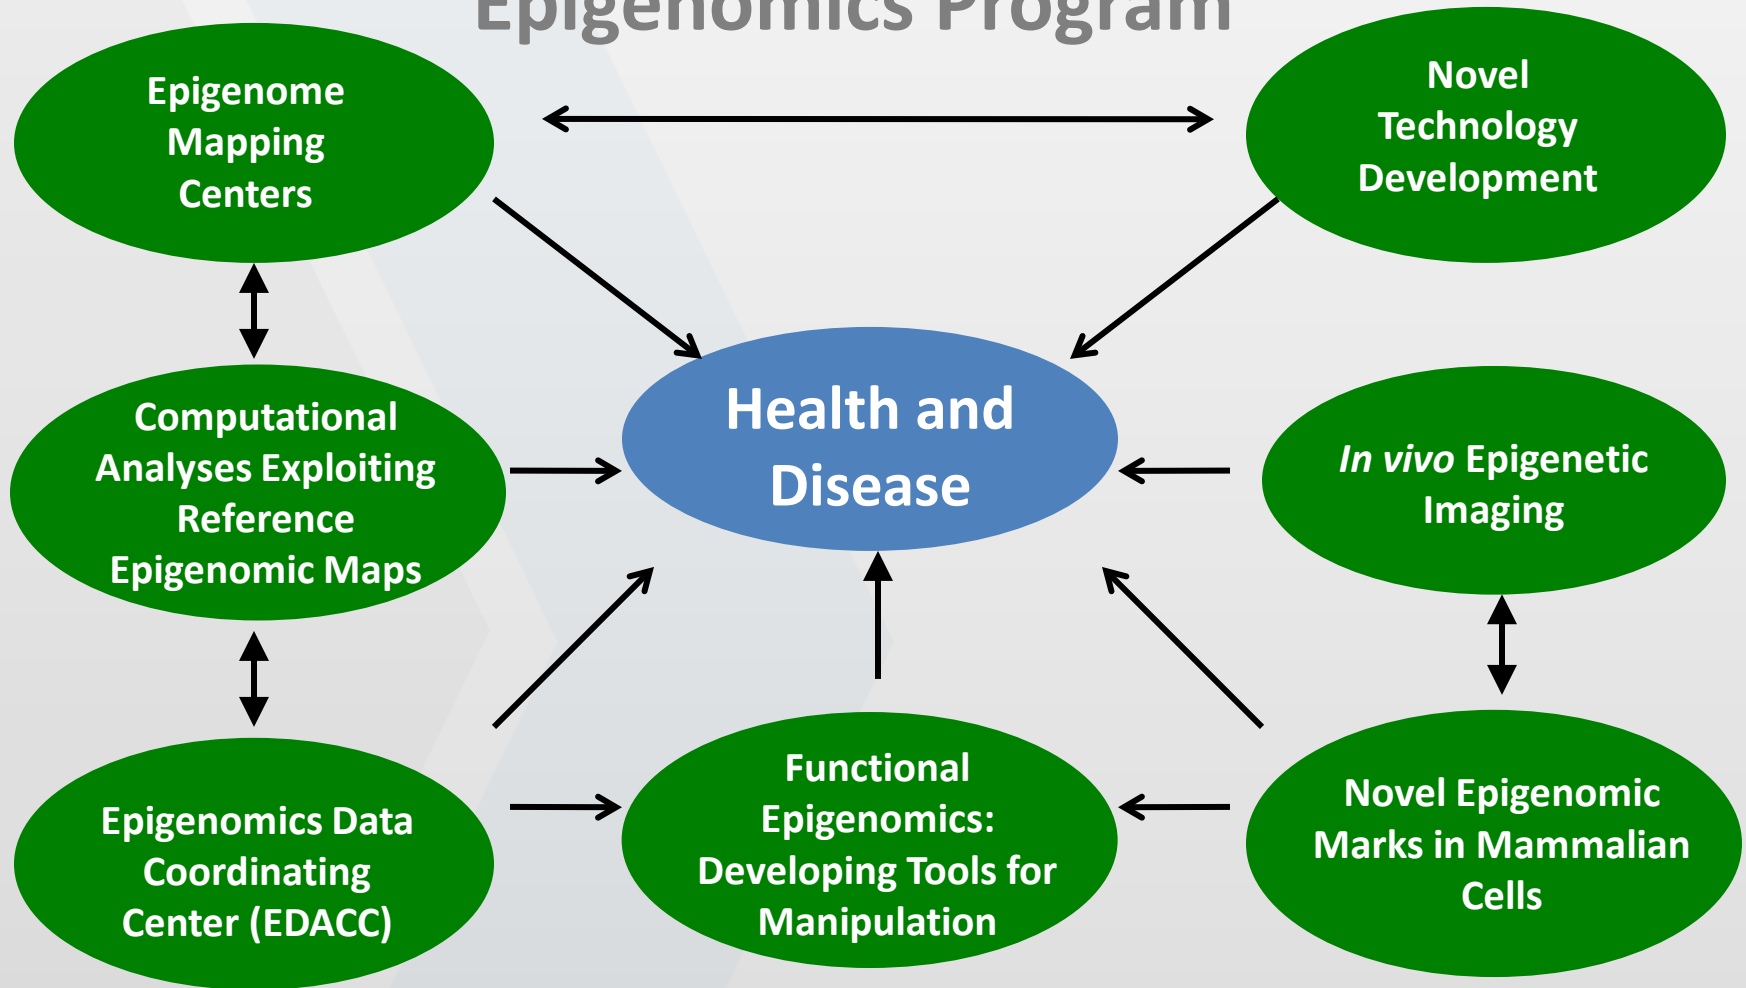 Epigenomics Program
Epigenome
Mapping
Centers
Novel
Technology
Development
Health and
Disease
Computational
Analyses Exploiting
Reference
Epigenomic Maps
In vivo Epigenetic
Imaging
Epigenomics Data
Coordinating
Center (EDACC)
Functional
Epigenomics:
Developing Tools for
Manipulation
Novel Epigenomic
Marks in Mammalian
Cells